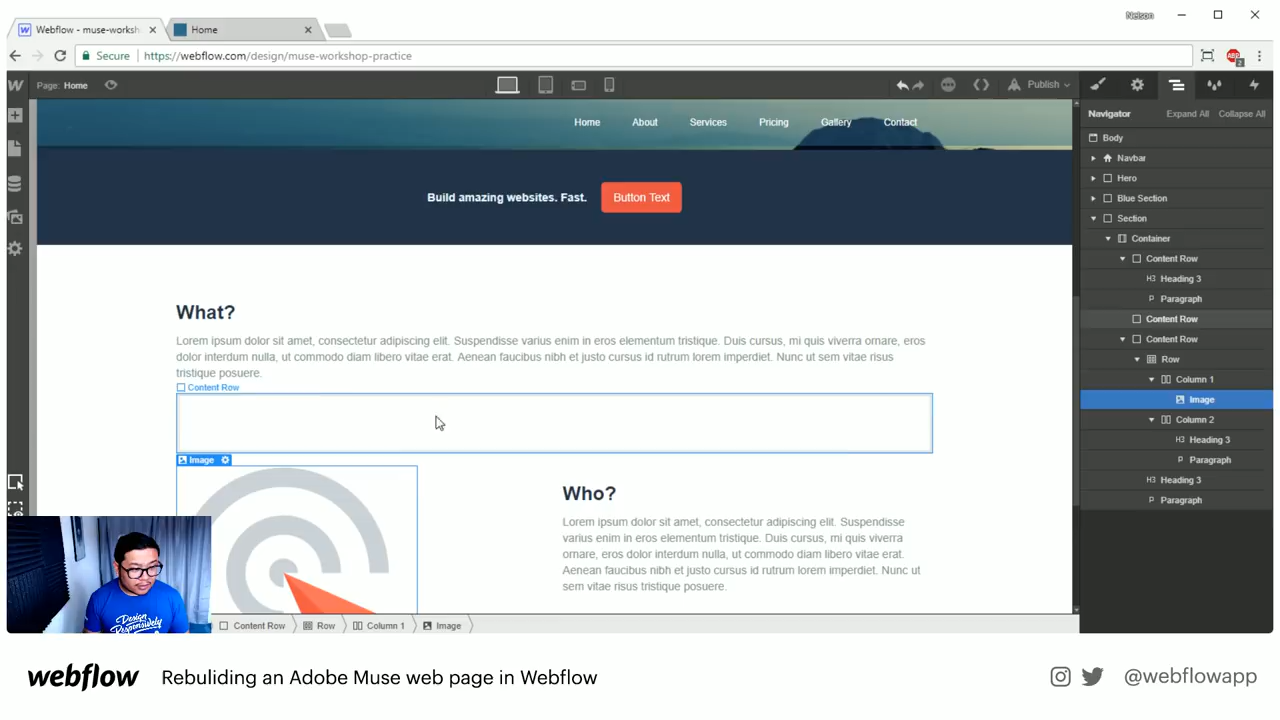 Webflow - muse-worksh
Home
Nelson
Secure
https://webflow.com/design/muse-workshop-practice
ABP
2
W
Page: Home
Publish
Home About Services Pricing Gallery Contact
Build amazing websites. Fast.
Button Text
What?
Lorem ipsum dolor sit amet, consectetur adipiscing elit. Suspendisse varius enim in eros elementum tristique. Duis cursus, mi quis viverra ornare, eros
dolor interdum nulla, ut commodo diam libero vitae erat. Aenean faucibus nibh et justo cursus id rutrum lorem imperdiet. Nunc ut sem vitae risus
tristique posuere.
Content Row
Image
Who?
Lorem ipsum dolor sit amet, consectetur adipiscing elit. Suspendisse
varius enim in eros elementum tristique. Duis cursus, mi quis viverra
ornare, eros dolor interdum nulla, ut commodo diam libero vitae
erat. Aenean faucibus nibh et justo cursus id rutrum lorem imperdiet. Nunc ut
sem vitae risus tristique posuere.
Content Row
Row
Column 1
Image
Navigator
Expand All
Collapse All
Body
Navbar
Hero
Blue Section
Section
Container
Content Row
H3 Heading 3
P Paragraph
Content Row
Content Row
Row
Column 1
Image
Column 2
H3 Heading 3
P Paragraph
H3 Heading 3
P Paragraph
Design
Responsively
webflow
Rebuliding an Adobe Muse web page in Webflow
@webflowapp